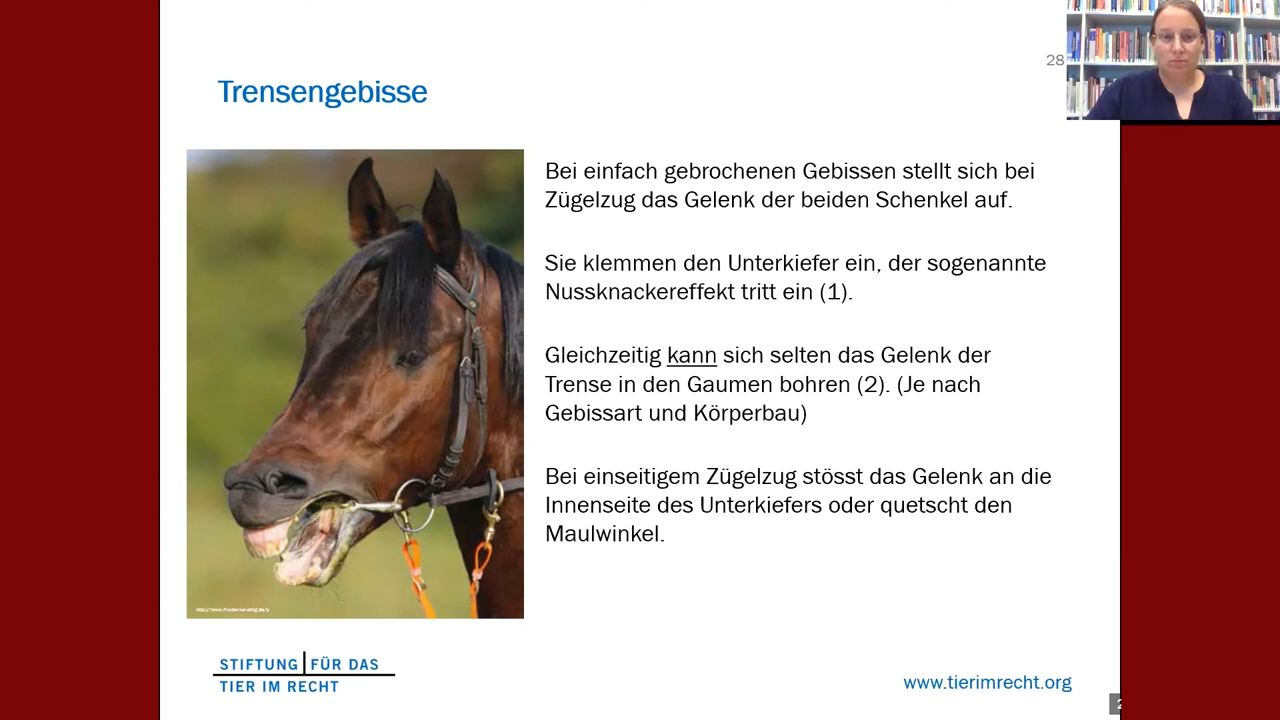 28
Trensengebisse
Bei einfach gebrochenen Gebissen stellt sich bei
Zügelzug das Gelenk der beiden Schenkel auf.
Sie klemmen den Unterkiefer ein, der sogenannte
Nussknackereffekt tritt ein (1).
Gleichzeitig kann sich selten das Gelenk der
Trense in den Gaumen bohren (2). (Je nach
Gebissart und Körperbau)
Bei einseitigem Zügelzug stösst das Gelenk an die
Innenseite des Unterkiefers oder quetscht den
Maulwinkel.
STIFTUNG FÜR DAS
TIER IM RECHT
www.tierimrecht.org